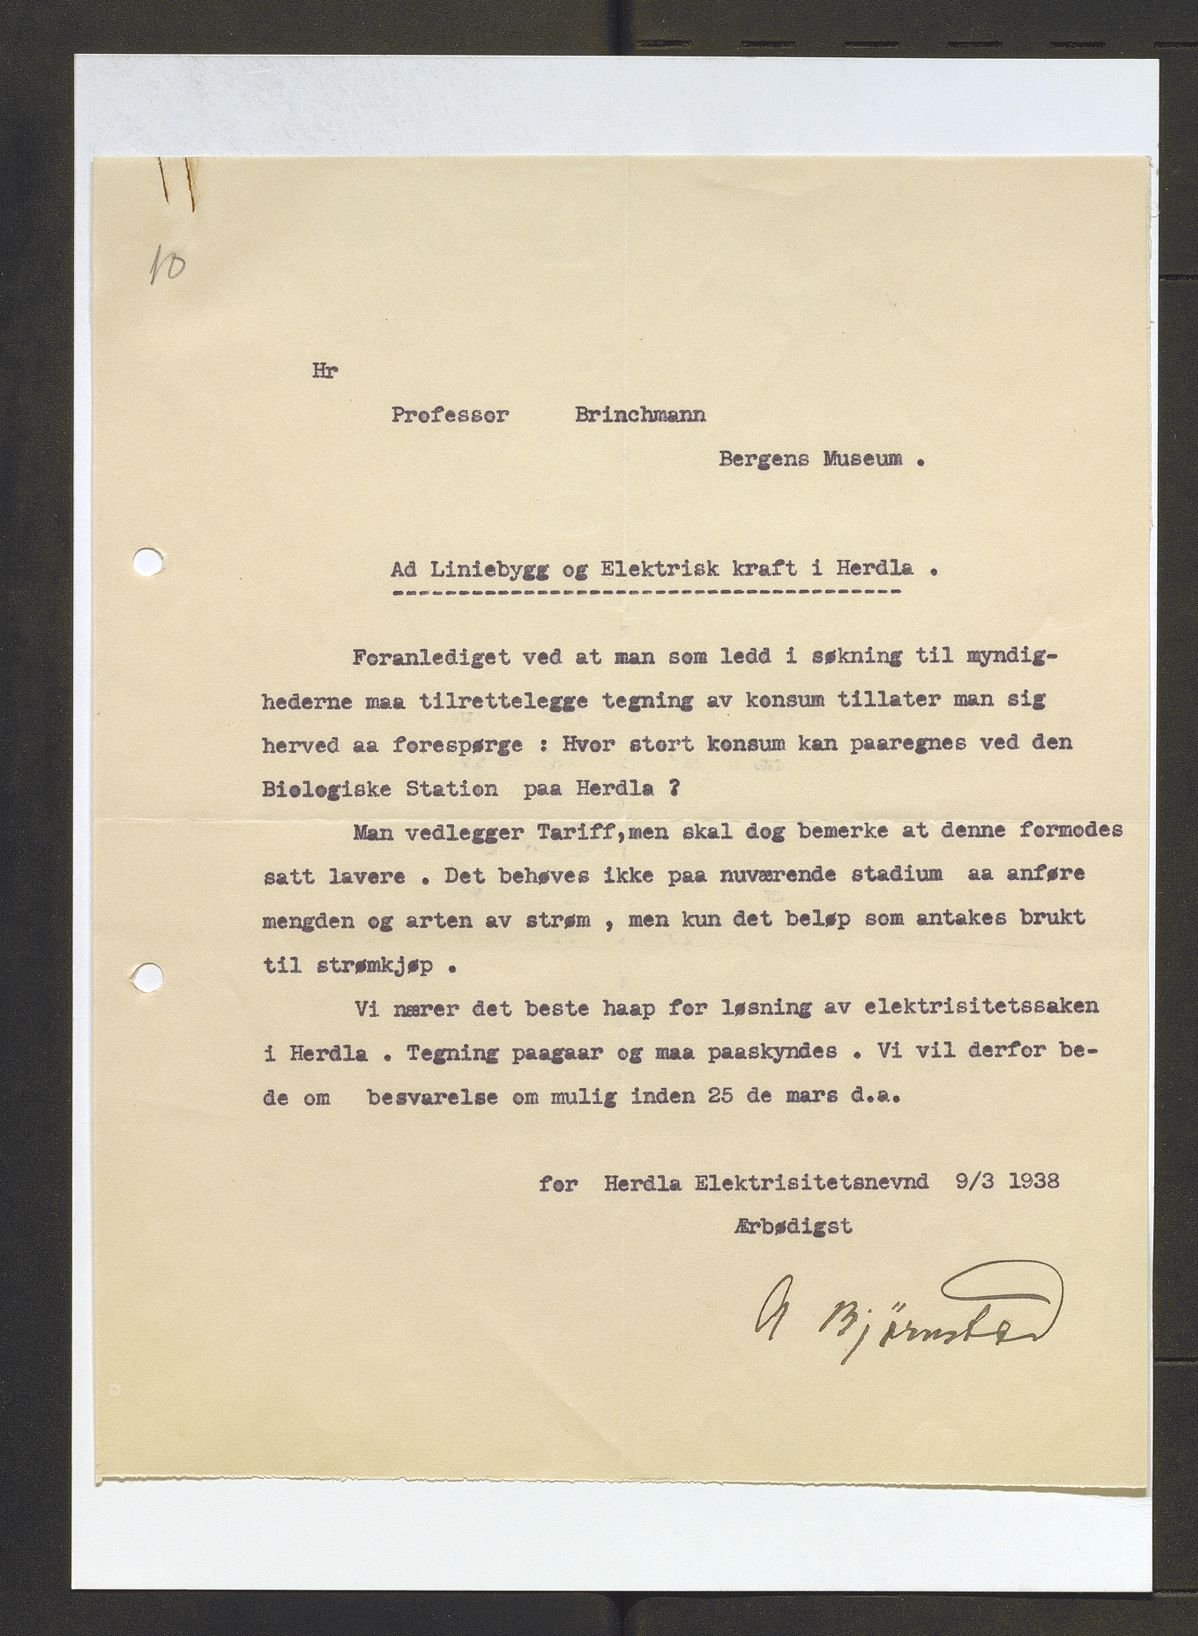 10
Hr
Professor Brinchmann
Bergens Museum .
Ad Liniebygg og Elektrisk kraft i Herdla .
Foranlediget ved at man som ledd i søkning til myndig-
hederne maa tilrettelegge tegning av konsum tillater man sig
herved aa forespørge : Hvor stort konsum kan paaregnes ved den
Biologiske Station paa Herdla ?
Man vedlegger Tariff,men skal dog bemerke at denne formodes
satt lavere . Det behøves ikke paa nuværende stadium aa anføre
mengden og arten av strøm , men kun det beløp som antakes brukt
til strømkjøp .
Vi nærer det beste haap for løsning av elektrisitetssaken
i Herdla . Tegning paagaar og maa paaskyndes . Vi vil derfor be-
de om besvarelse om mulig inden 25 de mars d.a.
for Herdla Elektrisitetsnevnd 9/3 1938
Ærbødigst
A Björnstad